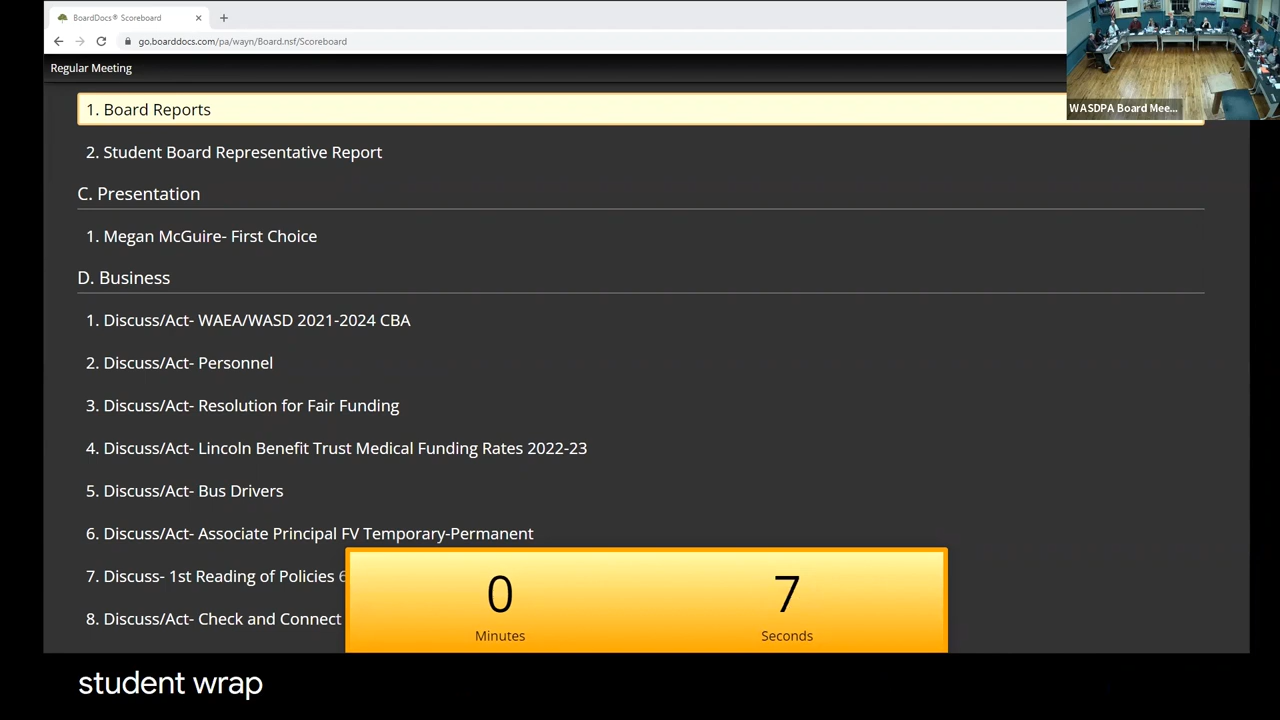 BoardDocs® Scoreboard
go.boarddocs.com/pa/wayn/Board.nsf/Scoreboard
Regular Meeting
WASDPA Board Mee...
1. Board Reports
2. Student Board Representative Report
C. Presentation
1. Megan McGuire- First Choice
D. Business
1. Discuss/Act- WAEA/WASD 2021-2024 CBA
2. Discuss/Act- Personnel
3. Discuss/Act- Resolution for Fair Funding
4. Discuss/Act- Lincoln Benefit Trust Medical Funding Rates 2022-23
5. Discuss/Act- Bus Drivers
6. Discuss/Act- Associate Principal FV Temporary-Permanent
7. Discuss- 1st Reading of Policies 6
8. Discuss/Act- Check and Connect
0 7
Minutes Seconds
student wrap